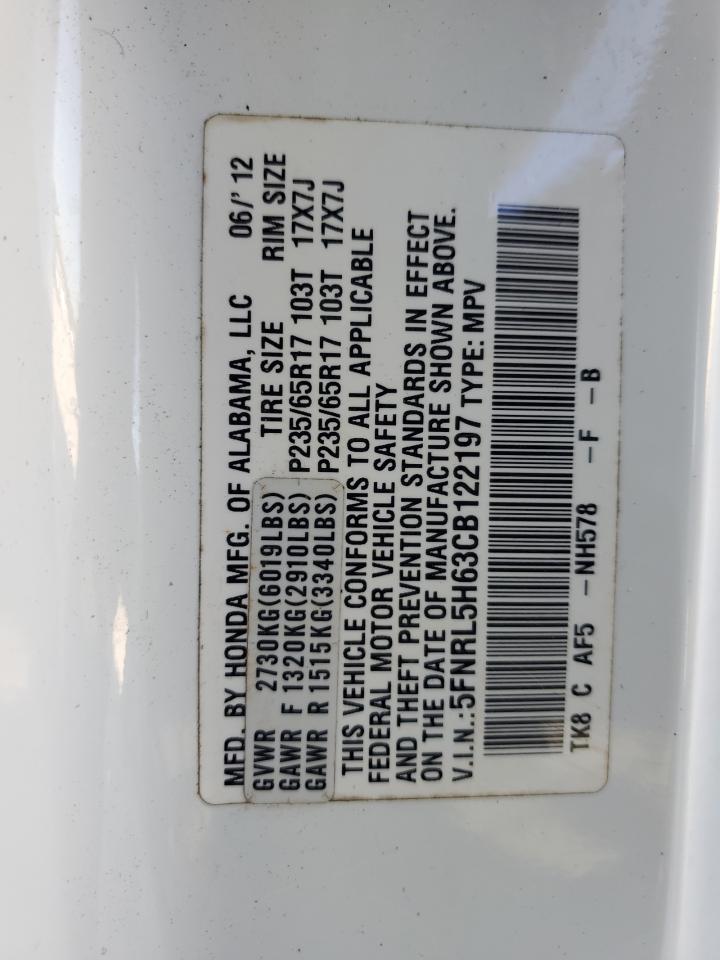 MFD. BY HONDA MFG. OF ALABAMA, LLC 06/'12
GVWR 2730KG(6019LBS) TIRE SIZE RIM SIZE
GAWR F 1320KG(2910LBS) P235/65R17 103T 17X7J
GAWR R 1515KG(3340LBS) P235/65R17 103T 17X7J
THIS VEHICLE CONFORMS TO ALL APPLICABLE
FEDERAL MOTOR VEHICLE SAFETY
AND THEFT PREVENTION STANDARDS IN EFFECT
ON THE DATE OF MANUFACTURE SHOWN ABOVE.
V.I.N.:5FNRL5H63CB122197 TYPE: MPV
TK8 C AF5 -NH578 -F -B